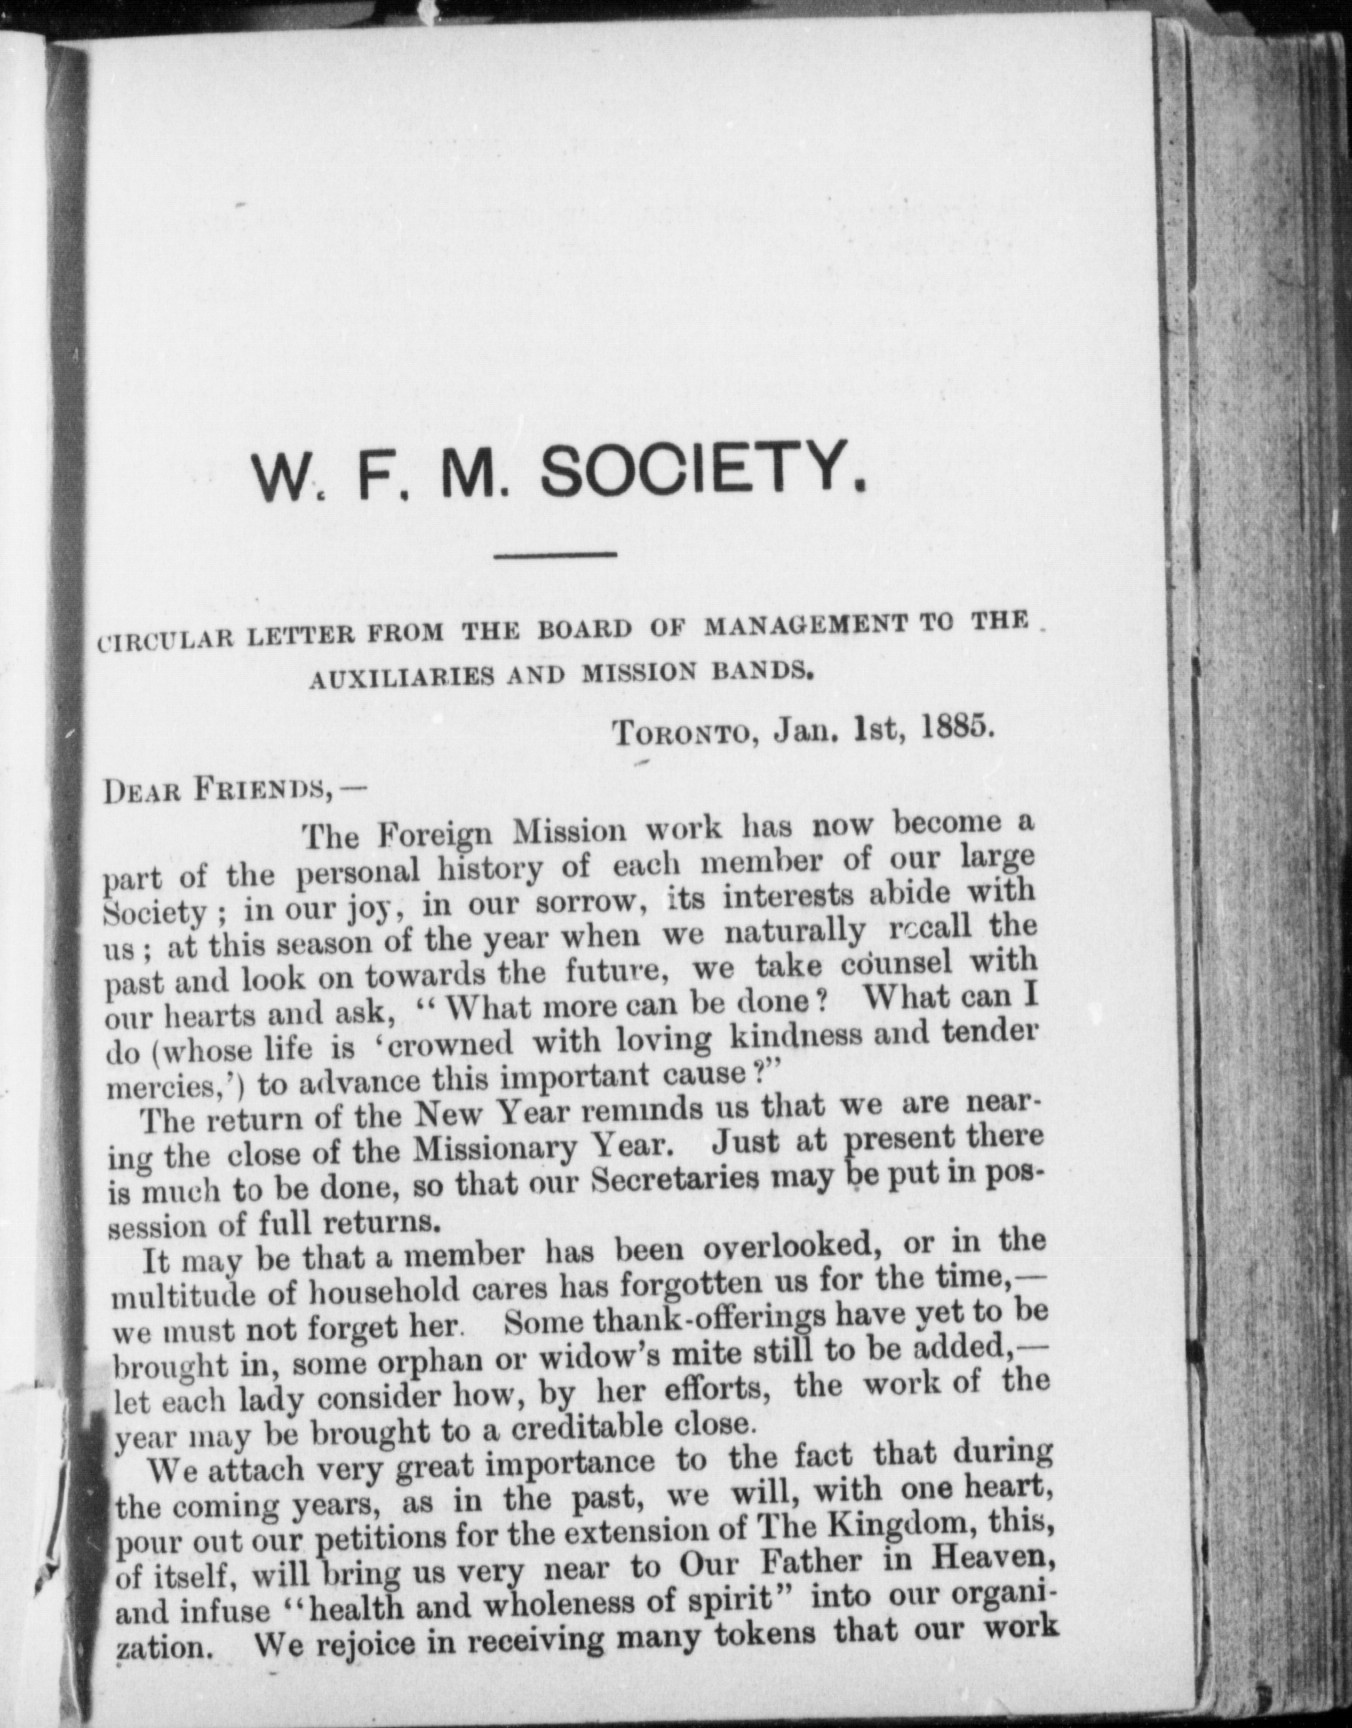 W. F. M. SOCIETY.
CIRCULAR LETTER FROM THE BOARD OF MANAGEMENT TO THE
AUXILIARIES AND MISSION BANDS.
TORONTO, Jan. 1st, 1885.
DEAR FRIENDS,—
The Foreign Mission work has now become a
part of the personal history of each member of our large
Society ; in our joy, in our sorrow, its interests abide with
us ; at this season of the year when we naturally recall the
past and look on towards the future, we take counsel with
our hearts and ask, “ What more can be done ? What can I
do (whose life is ‘crowned with loving kindness and tender
mercies,’) to advance this important cause ?”
The return of the New Year reminds us that we are near-
ing the close of the Missionary Year. Just at present there
is much to be done, so that our Secretaries may be put in pos-
session of full returns.
It may be that a member has been overlooked, or in the
multitude of household cares has forgotten us for the time,—
we must not forget her. Some thank-offerings have yet to be
brought in, some orphan or widow’s mite still to be added,—
let each lady consider how, by her efforts, the work of the
year may be brought to a creditable close.
We attach very great importance to the fact that during
the coming years, as in the past, we will, with one heart,
pour out our petitions for the extension of The Kingdom, this,
of itself, will bring us very near to Our Father in Heaven,
and infuse “health and wholeness of spirit” into our organi-
zation. We rejoice in receiving many tokens that our work